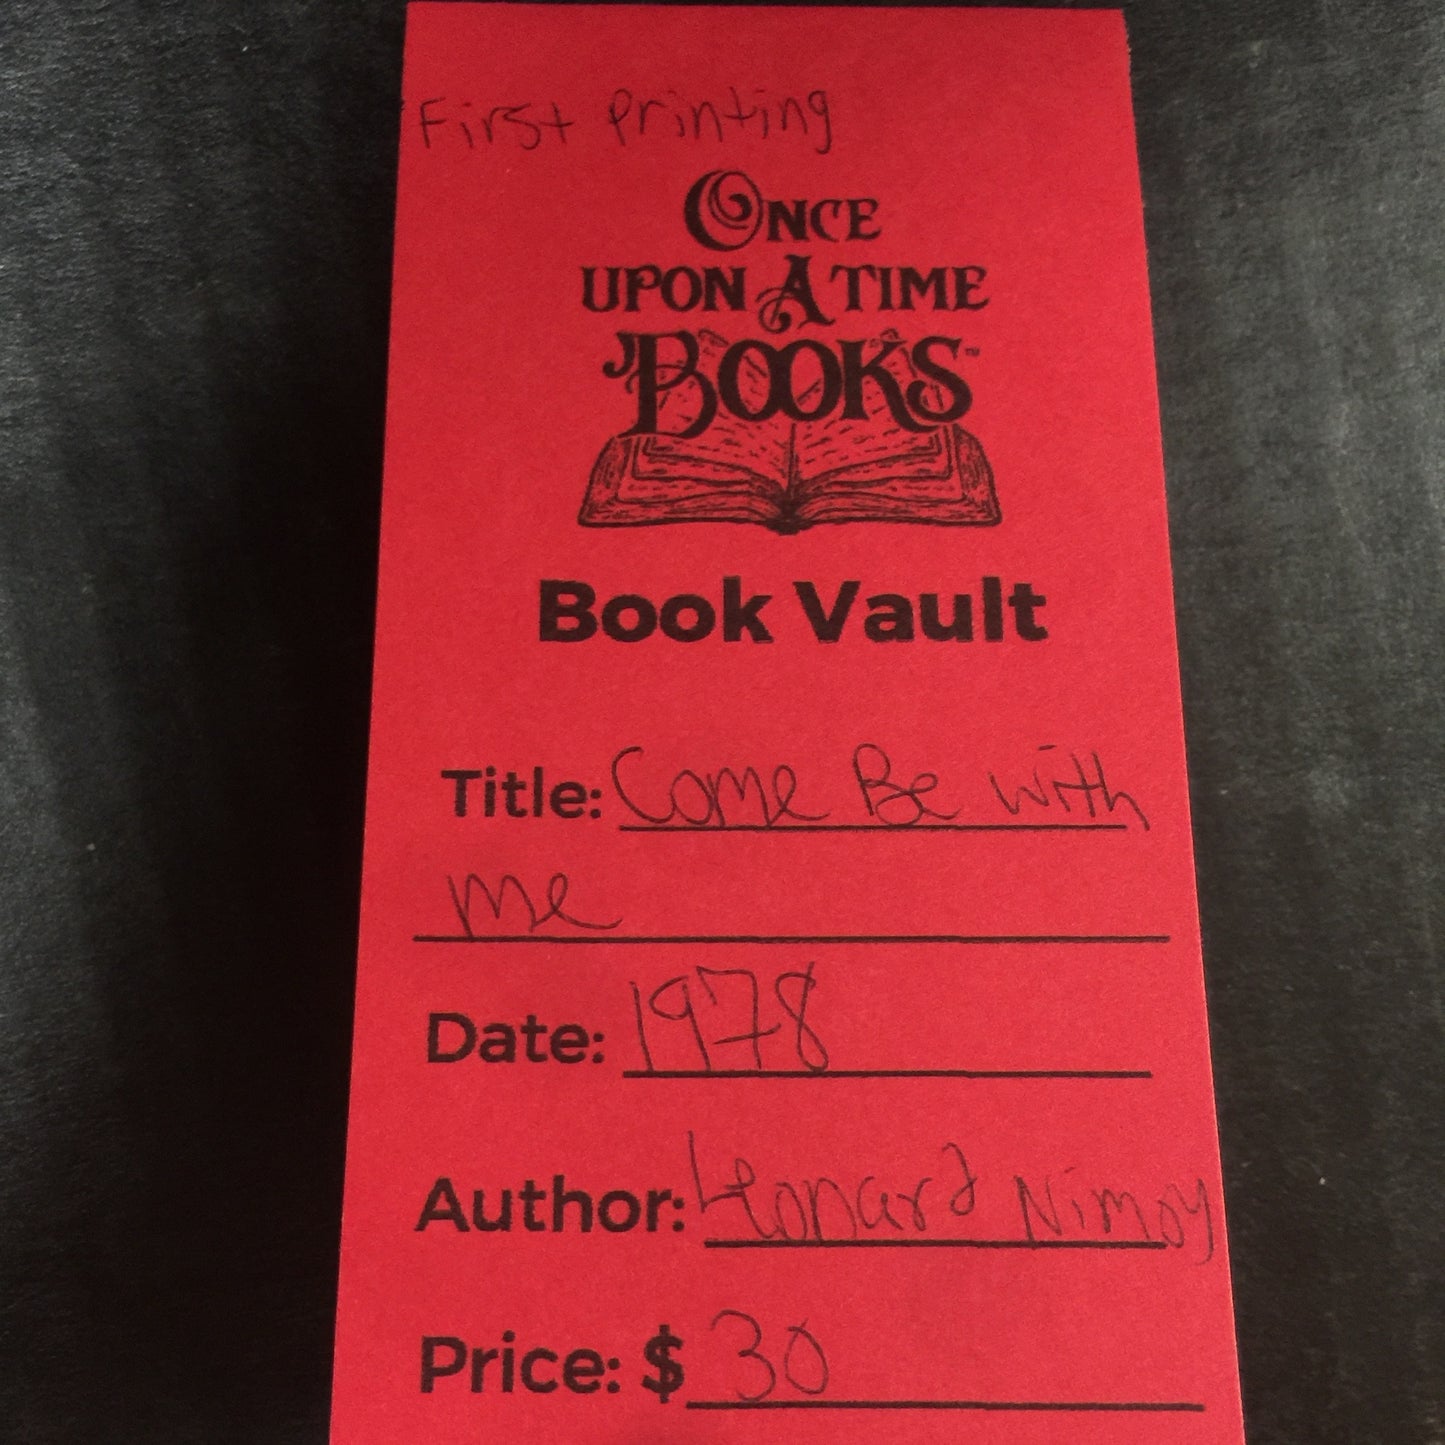 First Printing
ONCE
UPON A TIME
BOOKS™
Book Vault
Title: Come Be with
me
Date: 1978
Author: Leonard Nimoy
Price: $ 30